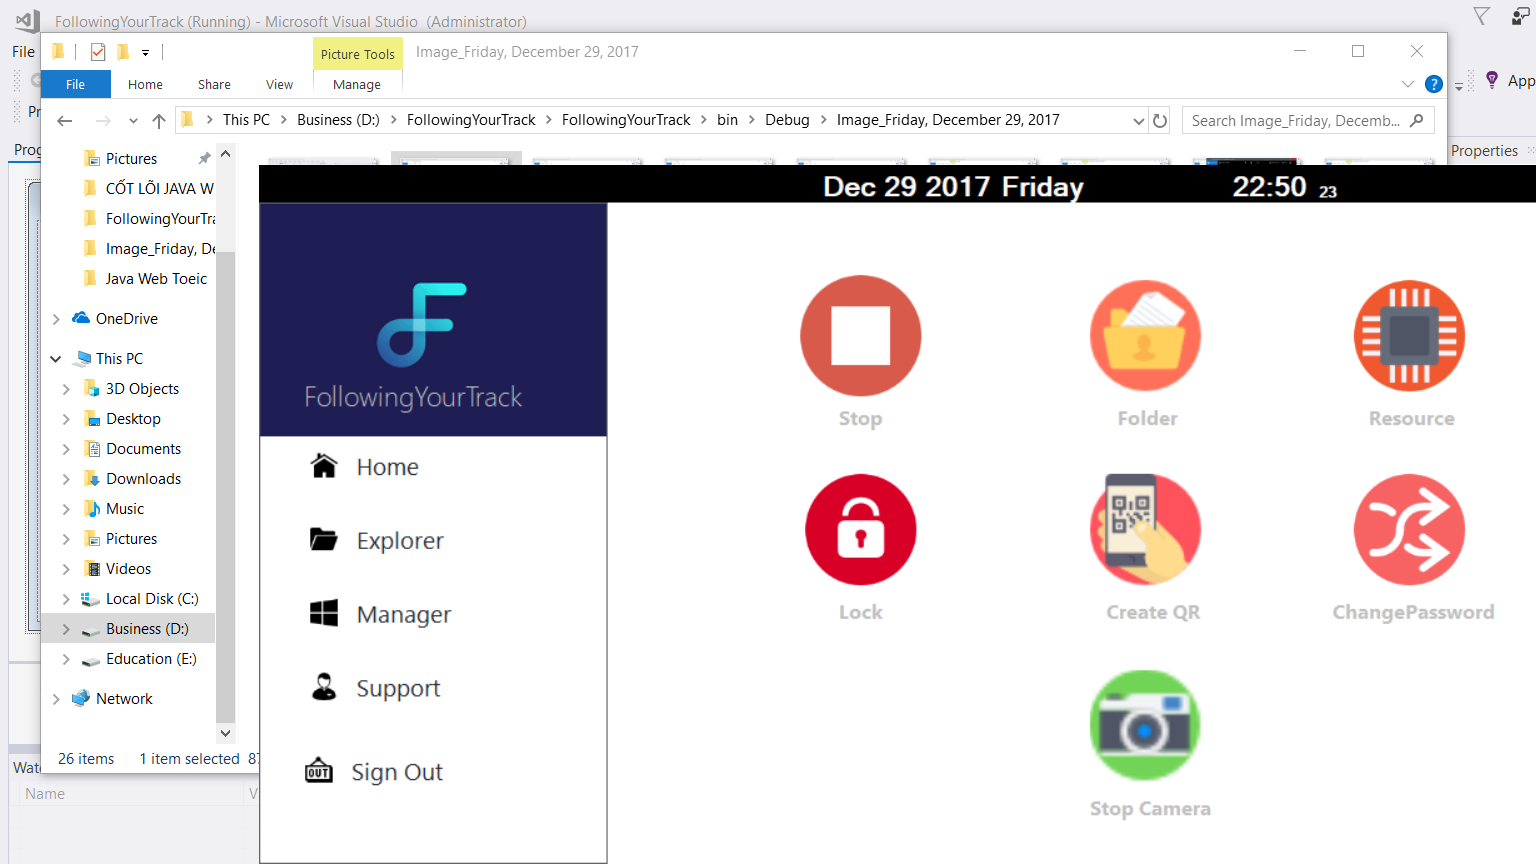 FollowingYourTrack (Running) - Microsoft Visual Studio (Administrator)
File
Picture Tools
Image_Friday, December 29, 2017
File
Home
Share
View
Manage
App
This PC
Business (D:)
FollowingYourTrack
FollowingYourTrack
bin
Debug
Image_Friday, December 29, 2017
Search Image_Friday, Decemb...
Properties
Pictures
CỐT LÕI JAVA W
FollowingYourTra
Image_Friday, De
Java Web Toeic
OneDrive
This PC
3D Objects
Desktop
Documents
Downloads
Music
Pictures
Videos
Local Disk (C:)
Business (D:)
Education (E:)
Network
26 items
1 item selected 87
Name
Dec 29 2017 Friday
22:50 23
FollowingYourTrack
Home
Explorer
Manager
Support
OUT
Sign Out
Stop
Folder
Resource
Lock
Create QR
ChangePassword
Stop Camera